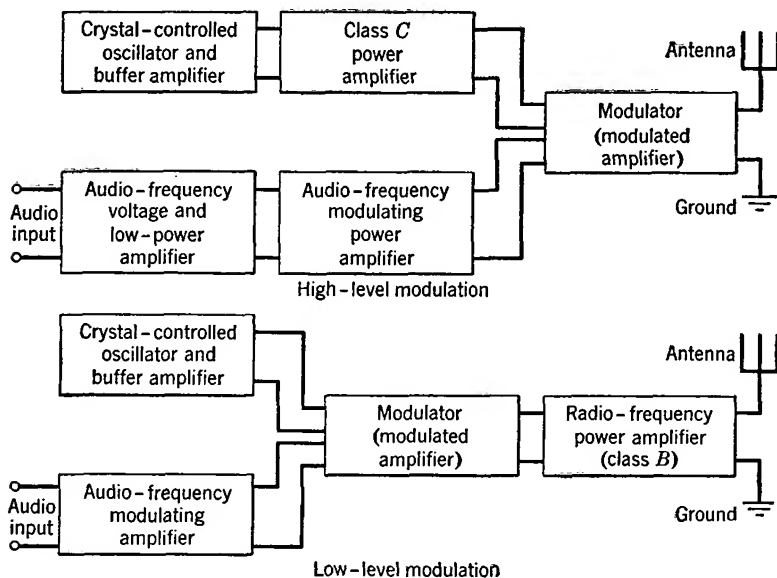 Crystal-controlled
oscillator and
buffer amplifier
Class C
power
amplifier
Antenna
Modulator
(modulated
amplifier)
Audio
input
Audio-frequency
voltage and
low-power
amplifier
Audio-frequency
modulating
power
amplifier
Ground
High-level modulation
Crystal-controlled
oscillator and
buffer amplifier
Antenna
Modulator
(modulated
amplifier)
Radio-frequency
power amplifier
(class B)
Audio
input
Audio-frequency
modulating
amplifier
Ground
Low-level modulation